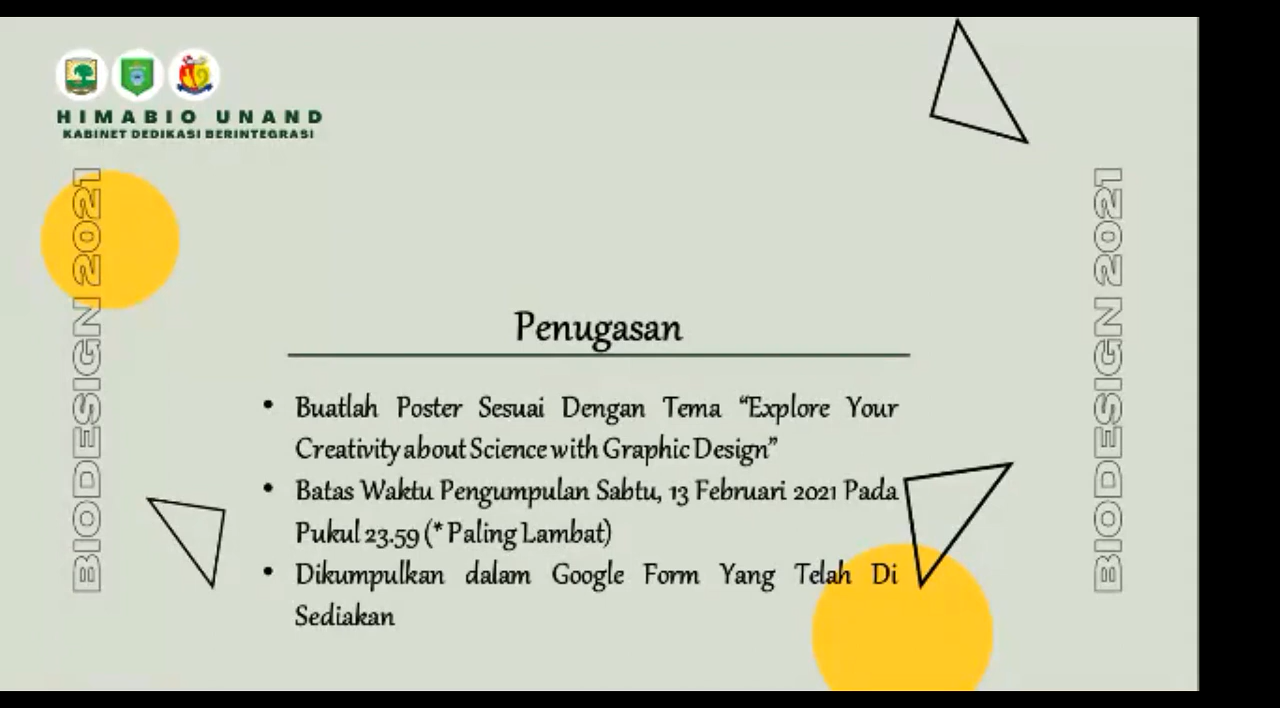 HIMABIO UNAND
KABINET DEDIKASI BERINTEGRASI
BIODESIGN 2021
Penugasan
• Buatlah Poster Sesuai Dengan Tema “Explore Your
Creativity about Science with Graphic Design”
• Batas Waktu Pengumpulan Sabtu, 13 Februari 2021 Pada
Pukul 23.59 (* Paling Lambat)
• Dikumpulkan dalam Google Form Yang Telah Di
Sediakan
BIODESIGN 2021